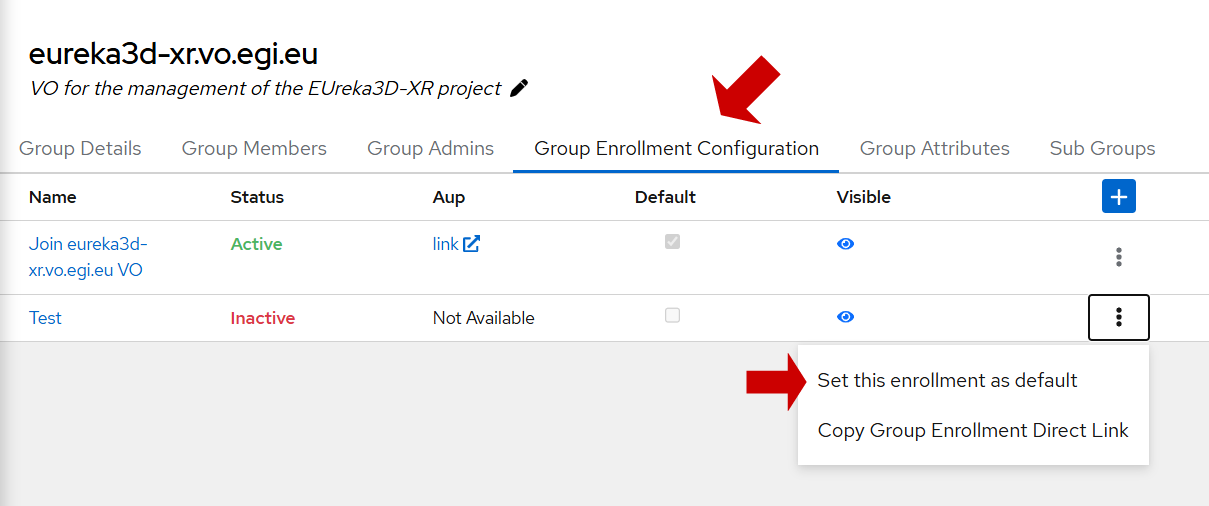 eureka3d-xr.vo.egi.eu
VO for the management of the EUreka3D-XR project
Group Details Group Members Group Admins Group Enrollment Configuration Group Attributes Sub Groups
Name Status Aup Default Visible
Join eureka3d-
xr.vo.egi.eu VO
Active link
Test Inactive Not Available
Set this enrollment as default
Copy Group Enrollment Direct Link